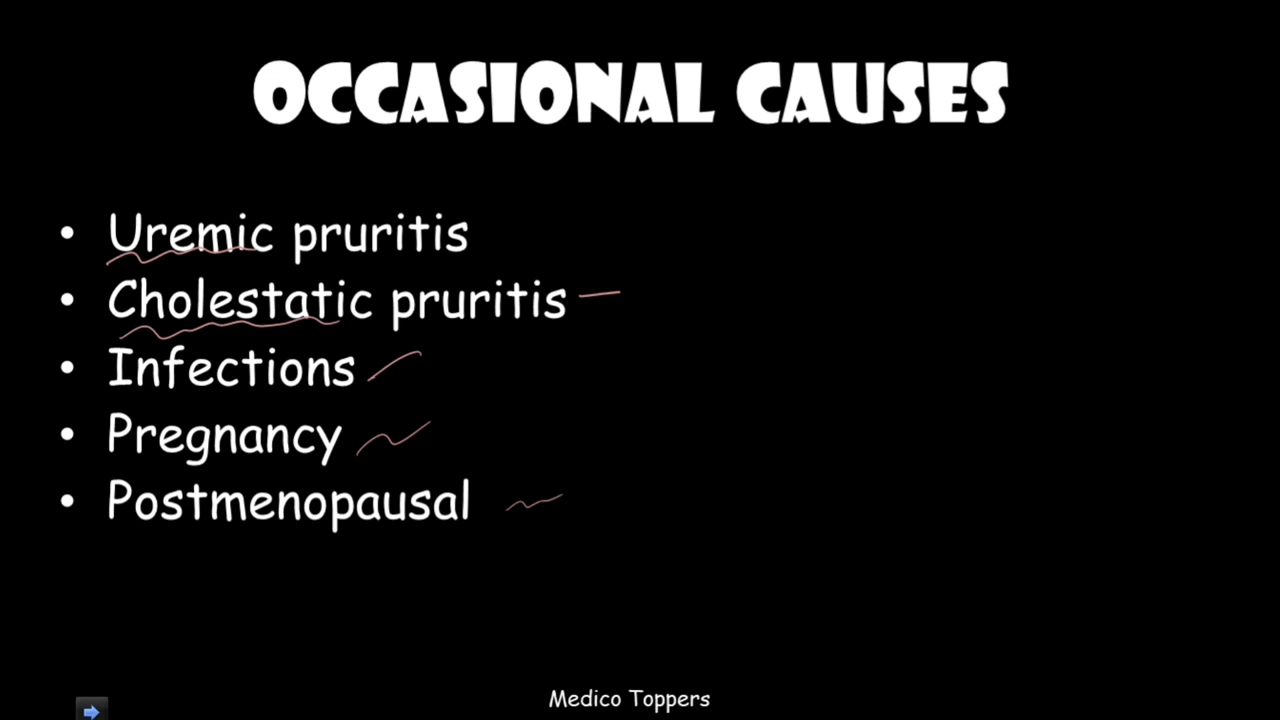 OCCASIONAL CAUSES
• Uremic pruritis
• Cholestatic pruritis
• Infections
• Pregnancy
• Postmenopausal
Medico Toppers